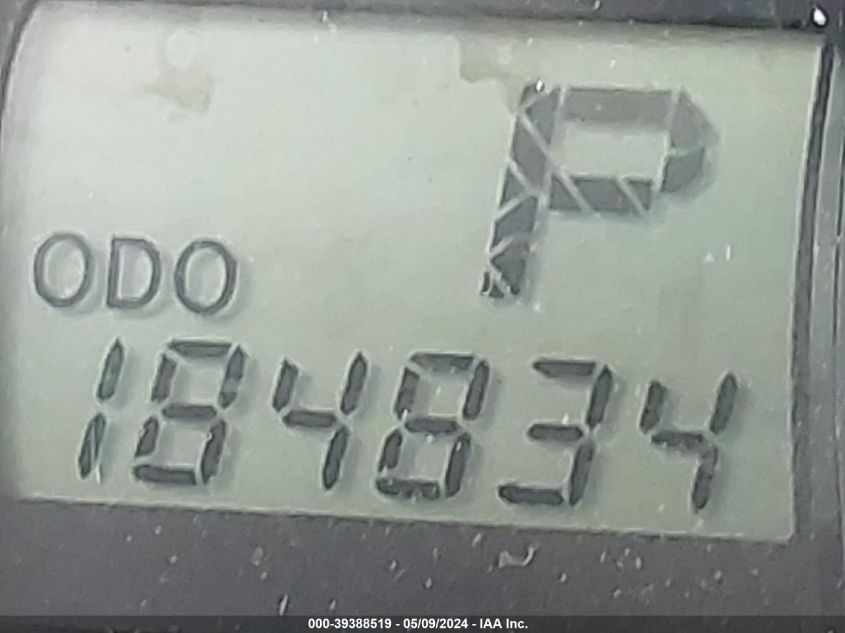 P
ODO
184834
000-39388519 - 05/09/2024 - IAA Inc.